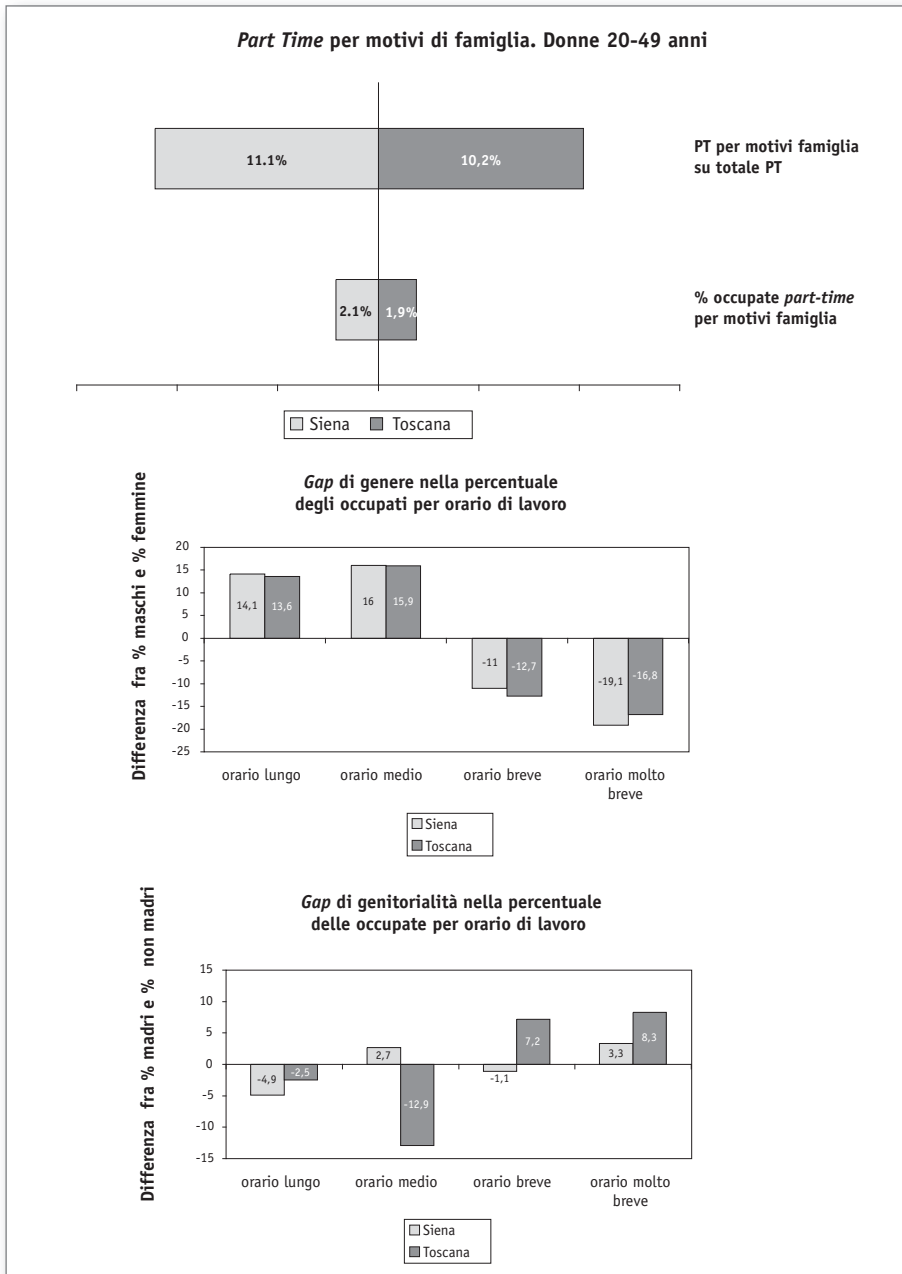 Part Time per motivi di famiglia. Donne 20-49 anni
11.1%
10,2%
PT per motivi famiglia
su totale PT
2.1%
1,9%
% occupate part-time
per motivi famiglia
Siena
Toscana
Gap di genere nella percentuale
degli occupati per orario di lavoro
Differenza fra % maschi e % femmine
20
15
10
5
0
-5
-10
-15
-20
-25
14,1
13,6
16
15,9
-11
-12,7
-19,1
-16,8
orario lungo
orario medio
orario breve
orario molto
breve
Siena
Toscana
Gap di genitorialità nella percentuale
delle occupate per orario di lavoro
Differenza fra % madri e % non madri
15
10
5
0
-5
-10
-15
-4,9
-2,5
2,7
-12,9
-1,1
7,2
3,3
8,3
orario lungo
orario medio
orario breve
orario molto
breve
Siena
Toscana